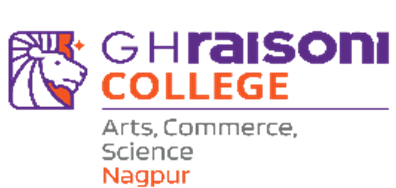 GHraisoni
COLLEGE
Arts, Commerce,
Science
Nagpur